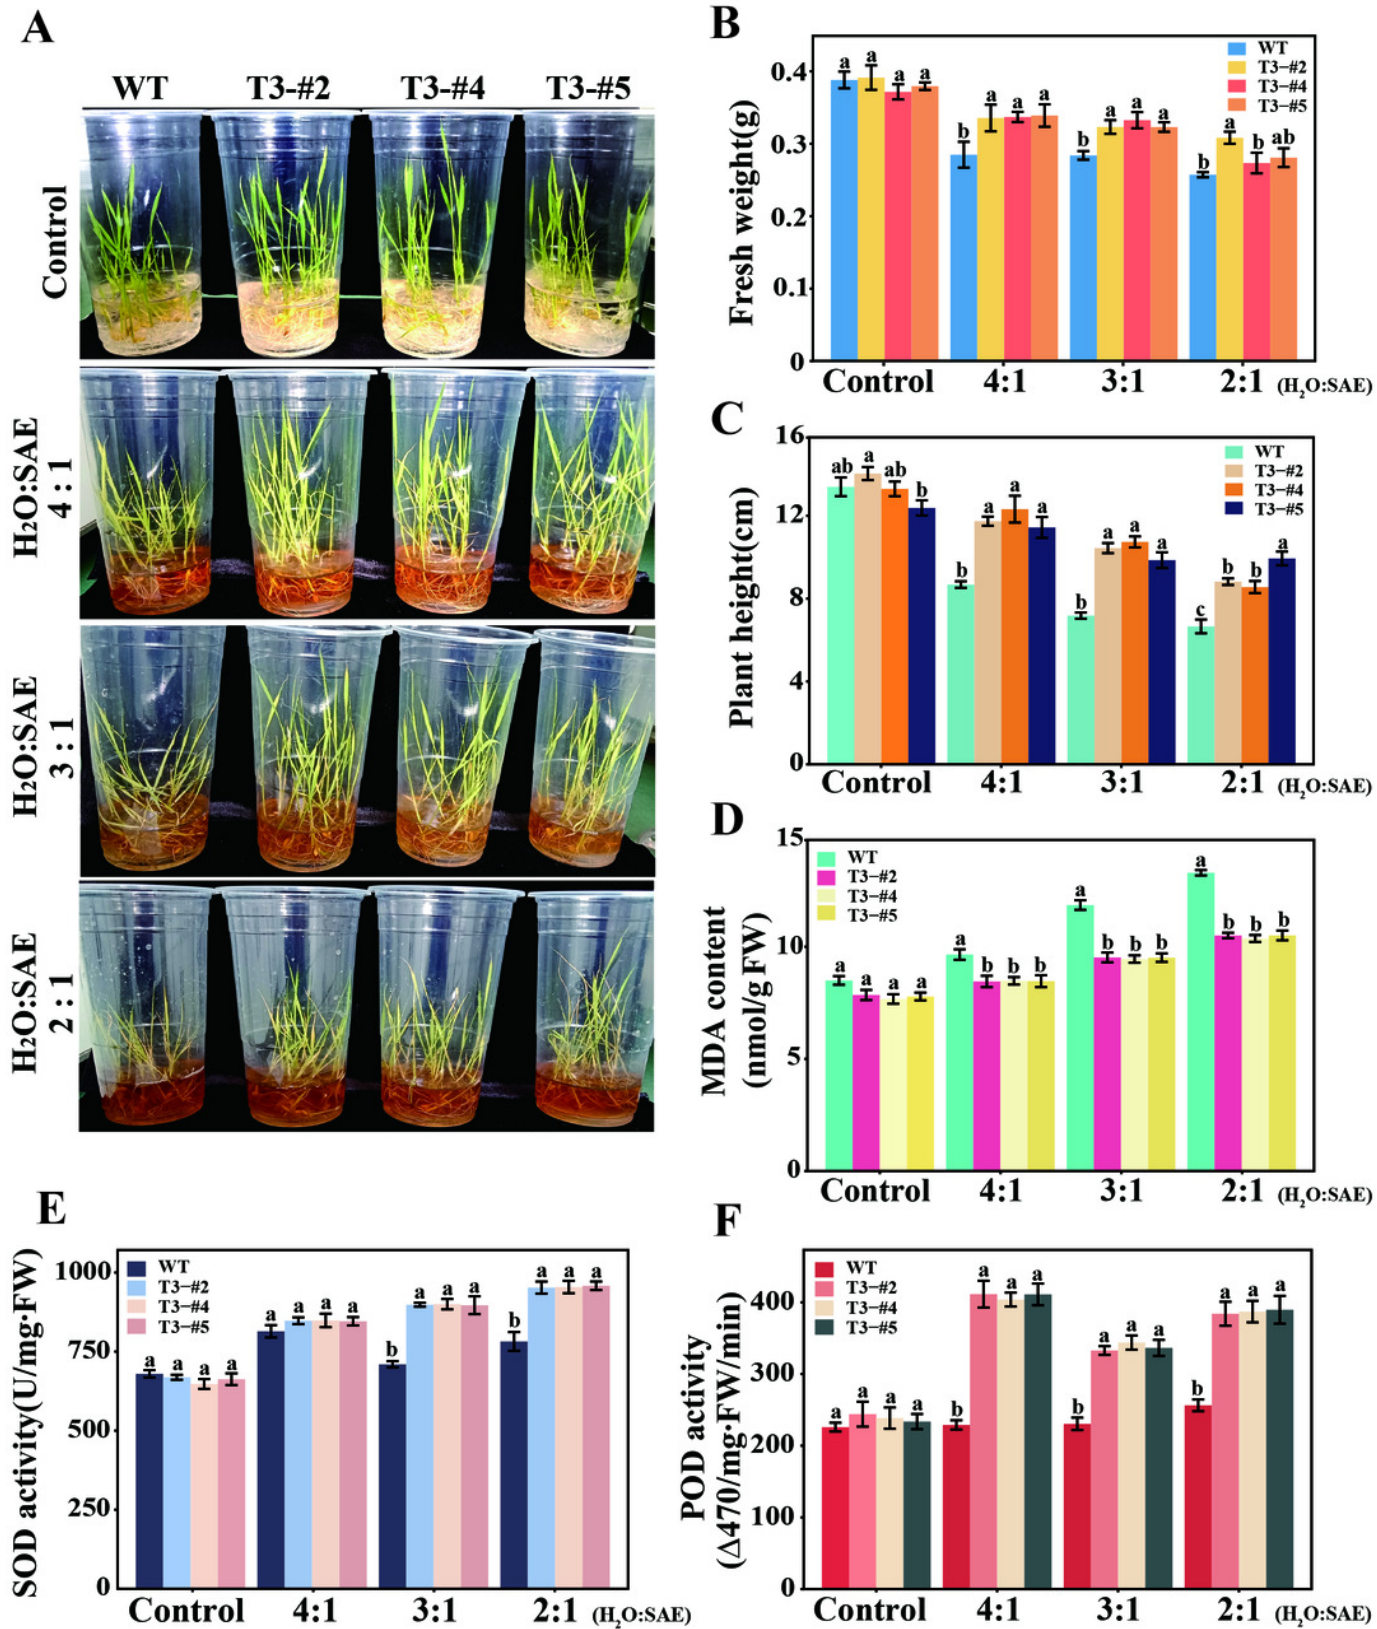 A
WT T3-#2 T3-#4 T3-#5
Control
H₂O:SAE
4 : 1
H₂O:SAE
3 : 1
H₂O:SAE
2 : 1
B
Fresh weight(g)
0.4
0.3
0.2
0.1
0
a a a a
b a a a
b a a a
b a b ab
WT
T3-#2
T3-#4
T3-#5
Control 4:1 3:1 2:1 (H₂O:SAE)
C
Plant height(cm)
16
12
8
4
0
ab a ab b
b a a a
b a a a
c b b a
WT
T3-#2
T3-#4
T3-#5
Control 4:1 3:1 2:1 (H₂O:SAE)
D
MDA content
(nmol/g FW)
15
10
5
0
a a a a
a b b b
a b b b
a b b b
WT
T3-#2
T3-#4
T3-#5
Control 4:1 3:1 2:1 (H₂O:SAE)
E
SOD activity(U/mg·FW)
1000
750
500
250
0
a a a a
a a a a
b a a a
b a a a
WT
T3-#2
T3-#4
T3-#5
Control 4:1 3:1 2:1 (H₂O:SAE)
F
POD activity
(Δ470/mg·FW/min)
400
300
200
100
0
a a a a
b a a a
b a a a
b a a a
WT
T3-#2
T3-#4
T3-#5
Control 4:1 3:1 2:1 (H₂O:SAE)